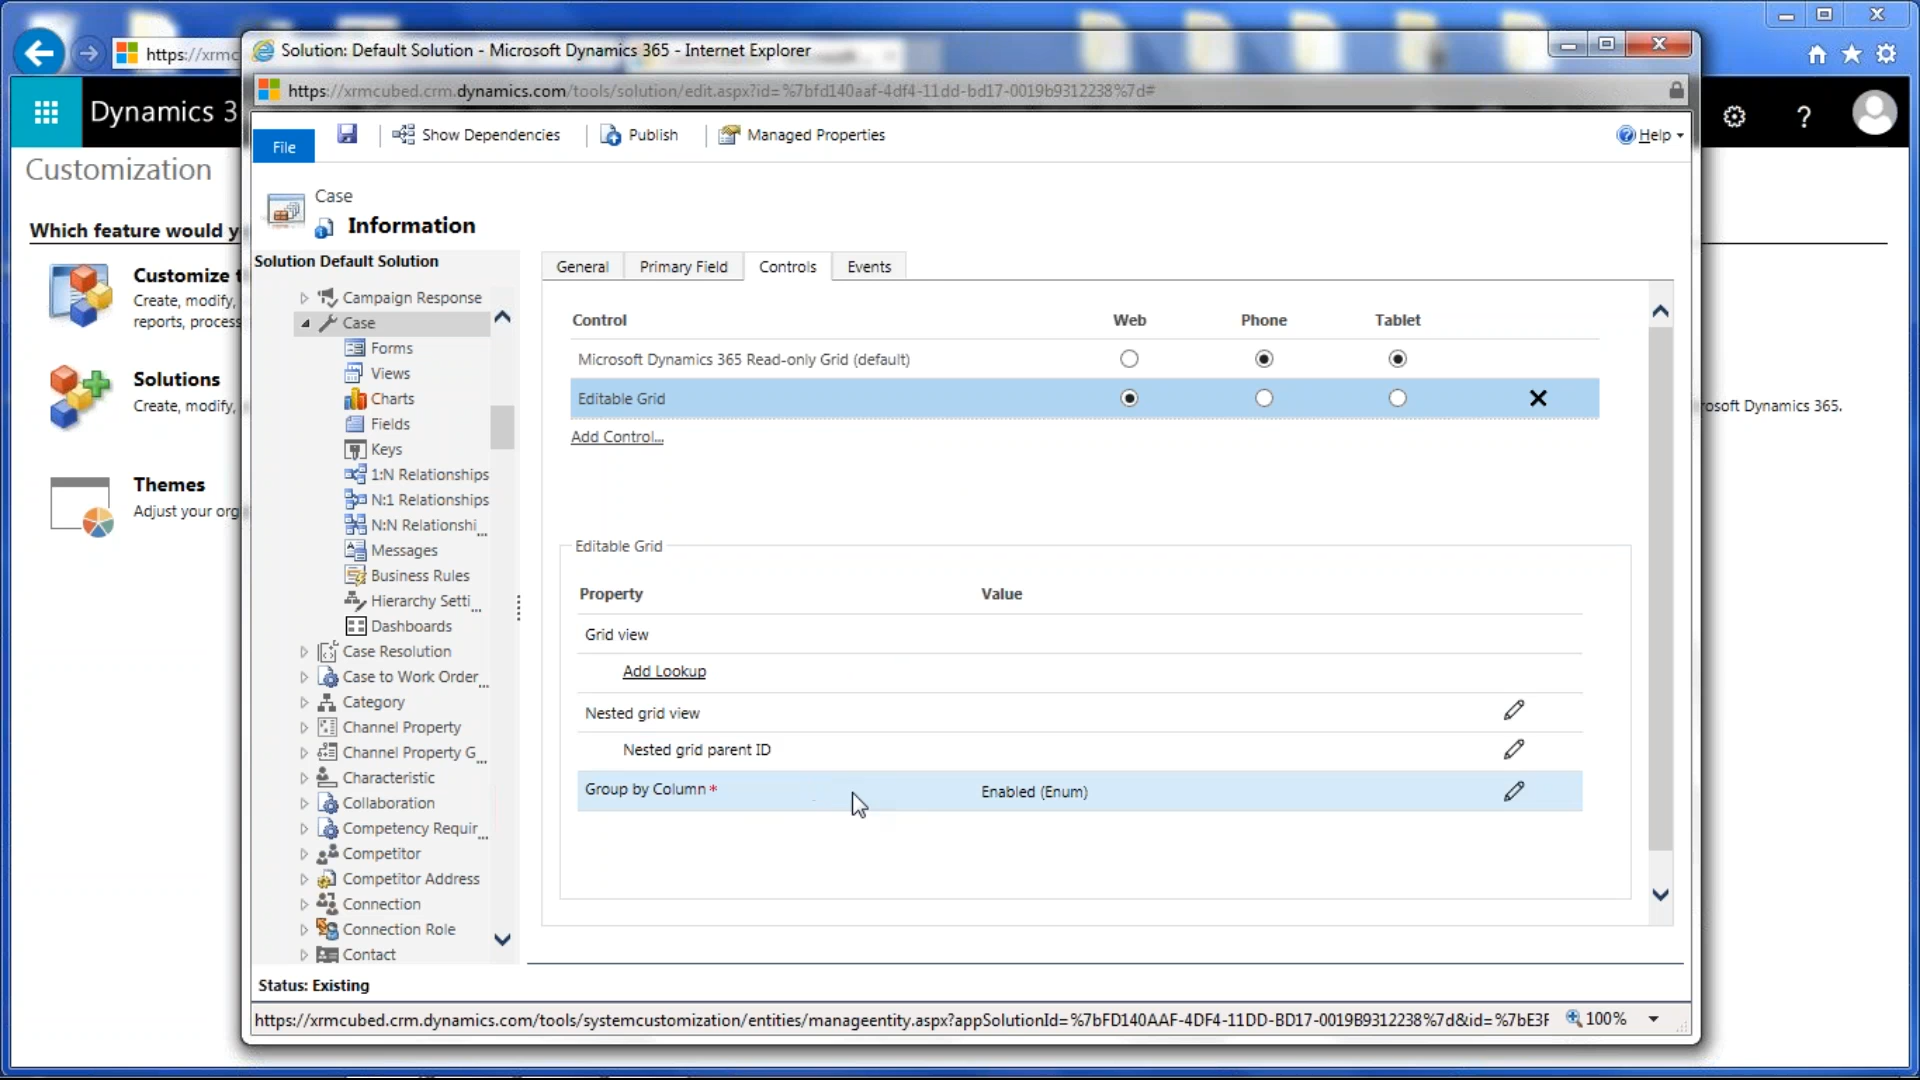 Solution: Default Solution - Microsoft Dynamics 365 - Internet Explorer
https://xrmc
https://xrmcubed.crm.dynamics.com/tools/solution/edit.aspx?id=%7bfd140aaf-4df4-11dd-bd17-0019b9312238%7d#
Dynamics 3
File
Show Dependencies
Publish
Managed Properties
Help
?
Customization
Which feature would y
Customize t
Create, modify,
reports, process
Solutions
Create, modify,
rosoft Dynamics 365.
Themes
Adjust your org
Case
Information
Solution Default Solution
Campaign Response
Case
Forms
Views
Charts
Fields
Keys
1:N Relationships
N:1 Relationships
N:N Relationshi...
Messages
Business Rules
Hierarchy Setti...
Dashboards
Case Resolution
Case to Work Order...
Category
Channel Property
Channel Property G...
Characteristic
Collaboration
Competency Requir...
Competitor
Competitor Address
Connection
Connection Role
Contact
General
Primary Field
Controls
Events
Control Web Phone Tablet
Microsoft Dynamics 365 Read-only Grid (default)
Editable Grid
Add Control...
Editable Grid
Property Value
Grid view
Add Lookup
Nested grid view
Nested grid parent ID
Group by Column * Enabled (Enum)
Status: Existing
https://xrmcubed.crm.dynamics.com/tools/systemcustomization/entities/manageentity.aspx?appSolutionId=%7bFD140AAF-4DF4-11DD-BD17-0019B9312238%7d&id=%7bE3F
100%